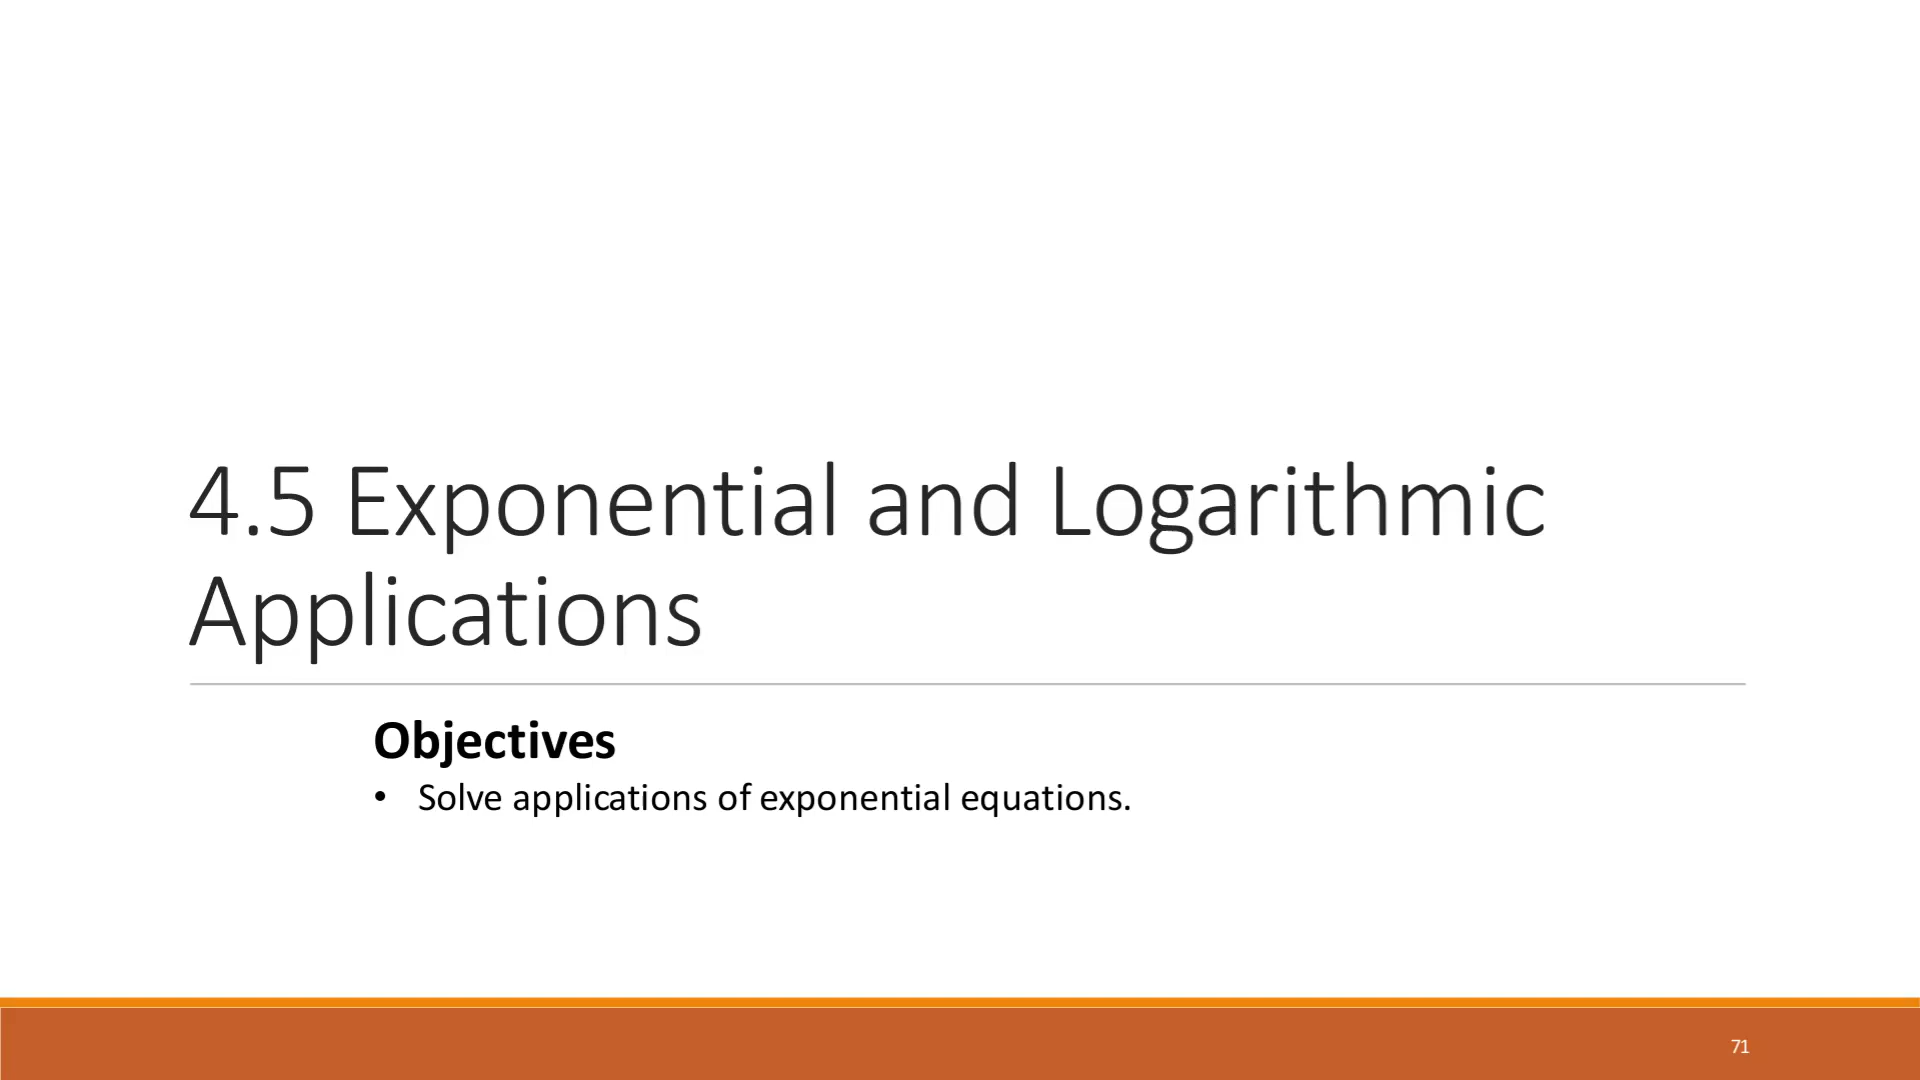 4.5 Exponential and Logarithmic
Applications
Objectives
• Solve applications of exponential equations.
71